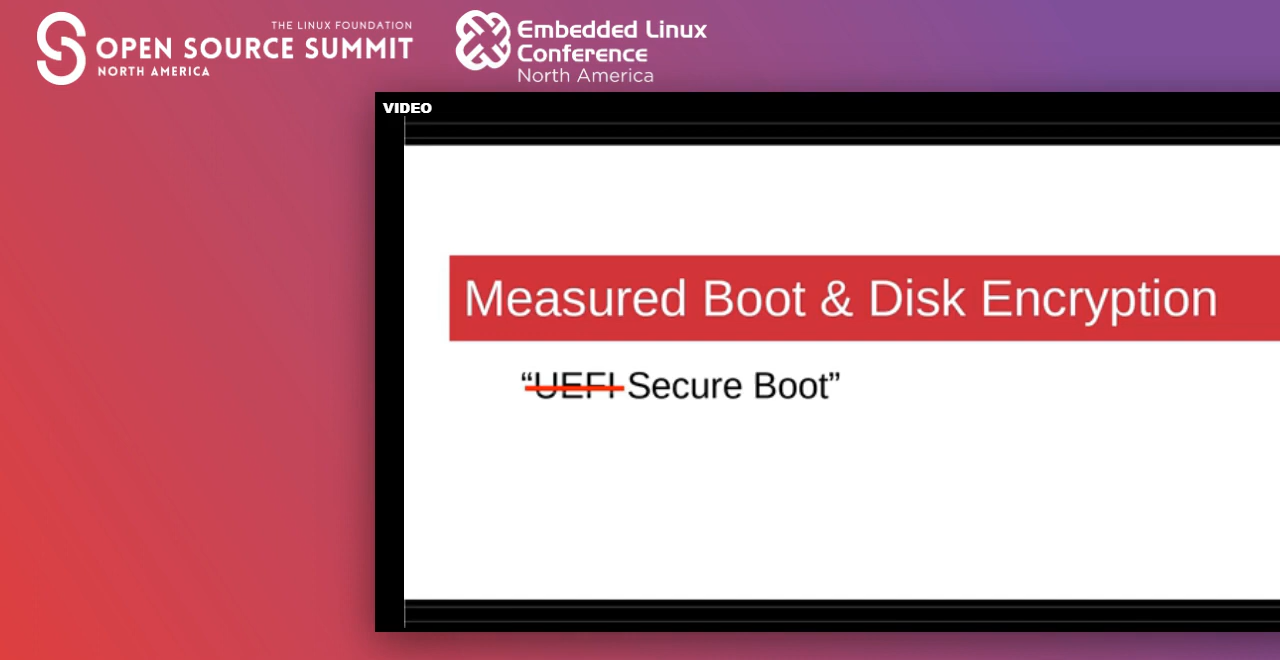 THE LINUX FOUNDATION
OPEN SOURCE SUMMIT
NORTH AMERICA
Embedded Linux
Conference
North America
VIDEO
Measured Boot & Disk Encryption
“UEFI Secure Boot”